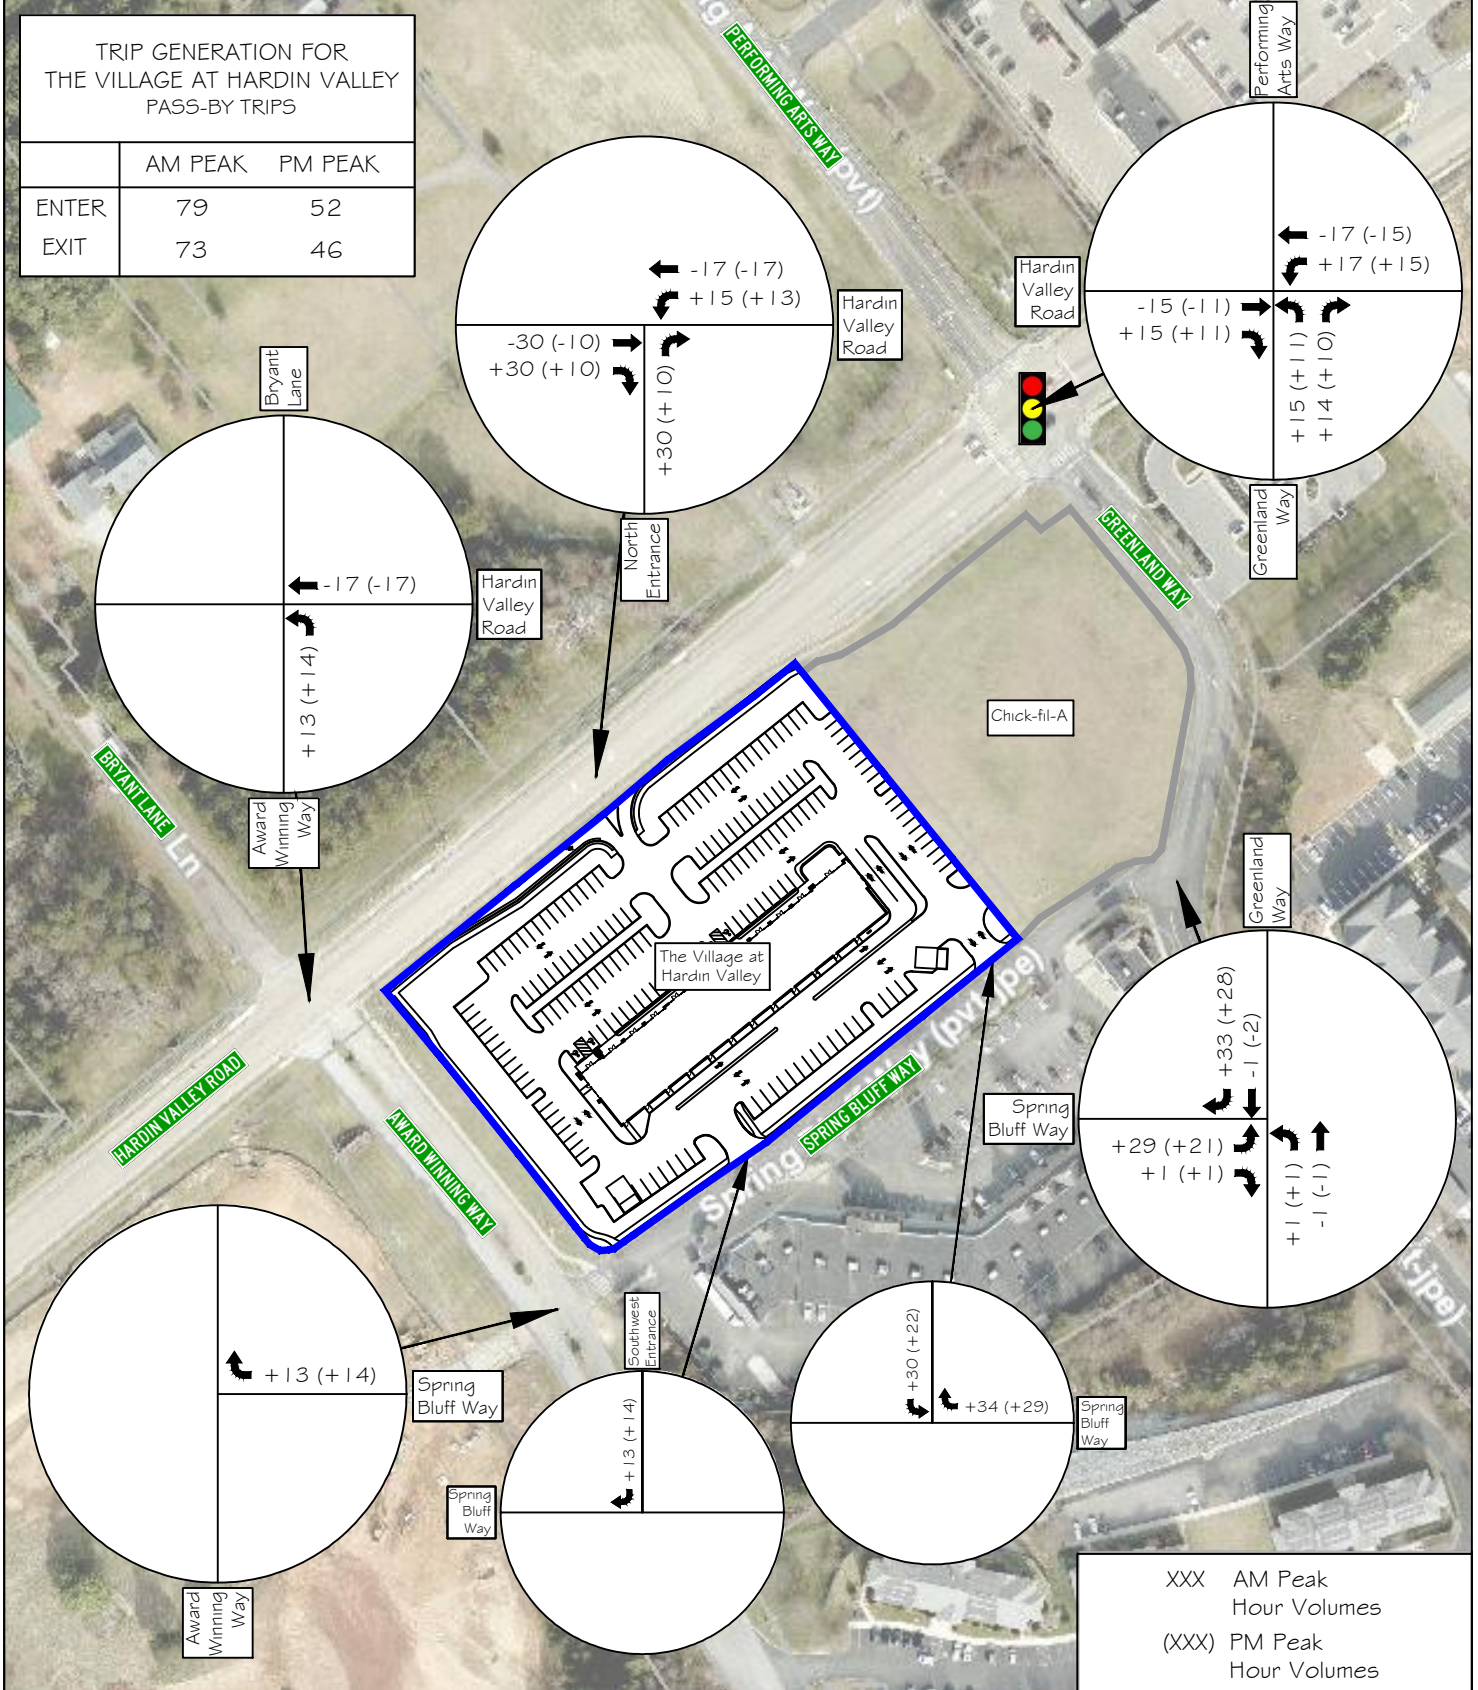 TRIP GENERATION FOR
THE VILLAGE AT HARDIN VALLEY
PASS-BY TRIPS
AM PEAK PM PEAK
ENTER 79 52
EXIT 73 46
PERFORMING ARTS WAY
(pvt)
Performing
Arts Way
-17 (-15)
+17 (+15)
Hardin
Valley
Road
-15 (-11)
+15 (+11)
+15 (+11)
+14 (+10)
Greenland
Way
-17 (-17)
+15 (+13)
Hardin
Valley
Road
-30 (-10)
+30 (+10)
+30 (+10)
North
Entrance
Bryant
Lane
-17 (-17)
Hardin
Valley
Road
+13 (+14)
Award
Winning
Way
GREENLAND WAY
Chick-fil-A
BRYANT LANE
Ln
The Village at
Hardin Valley
HARDIN VALLEY ROAD
AWARD WINNING WAY
SPRING BLUFF WAY
Spring
Greenland
Way
+33 (+28)
-1 (-2)
Spring
Bluff Way
+29 (+21)
+1 (+1)
+1 (+1)
-1 (-1)
+13 (+14)
Spring
Bluff Way
Award
Winning
Way
Southwest
Entrance
+13 (+14)
Spring
Bluff
Way
+30 (+22)
+34 (+29)
Spring
Bluff
Way
XXX AM Peak
Hour Volumes
(XXX) PM Peak
Hour Volumes